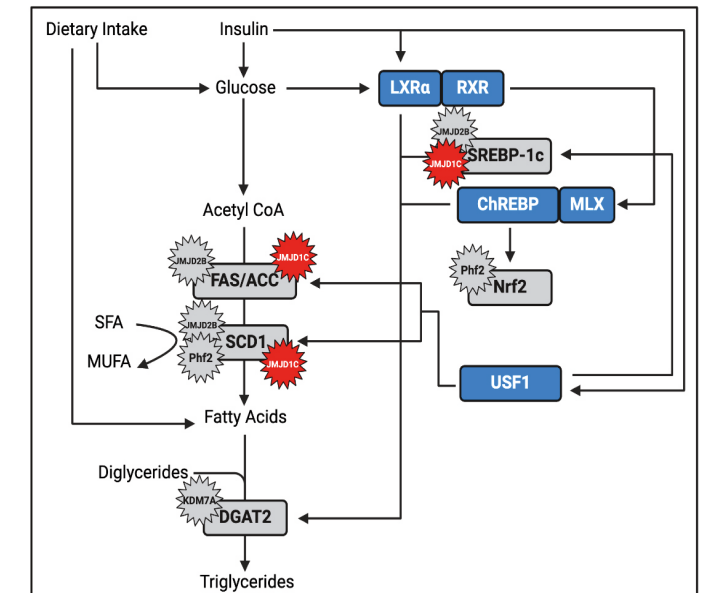 Dietary Intake
Insulin
Glucose
LXRα
RXR
JMJD2B
JMJD1C
SREBP-1c
Acetyl CoA
ChREBP
MLX
JMJD2B
JMJD1C
FAS/ACC
Phf2
Nrf2
SFA
JMJD2B
SCD1
MUFA
Phf2
JMJD1C
USF1
Fatty Acids
Diglycerides
KDM7A
DGAT2
Triglycerides